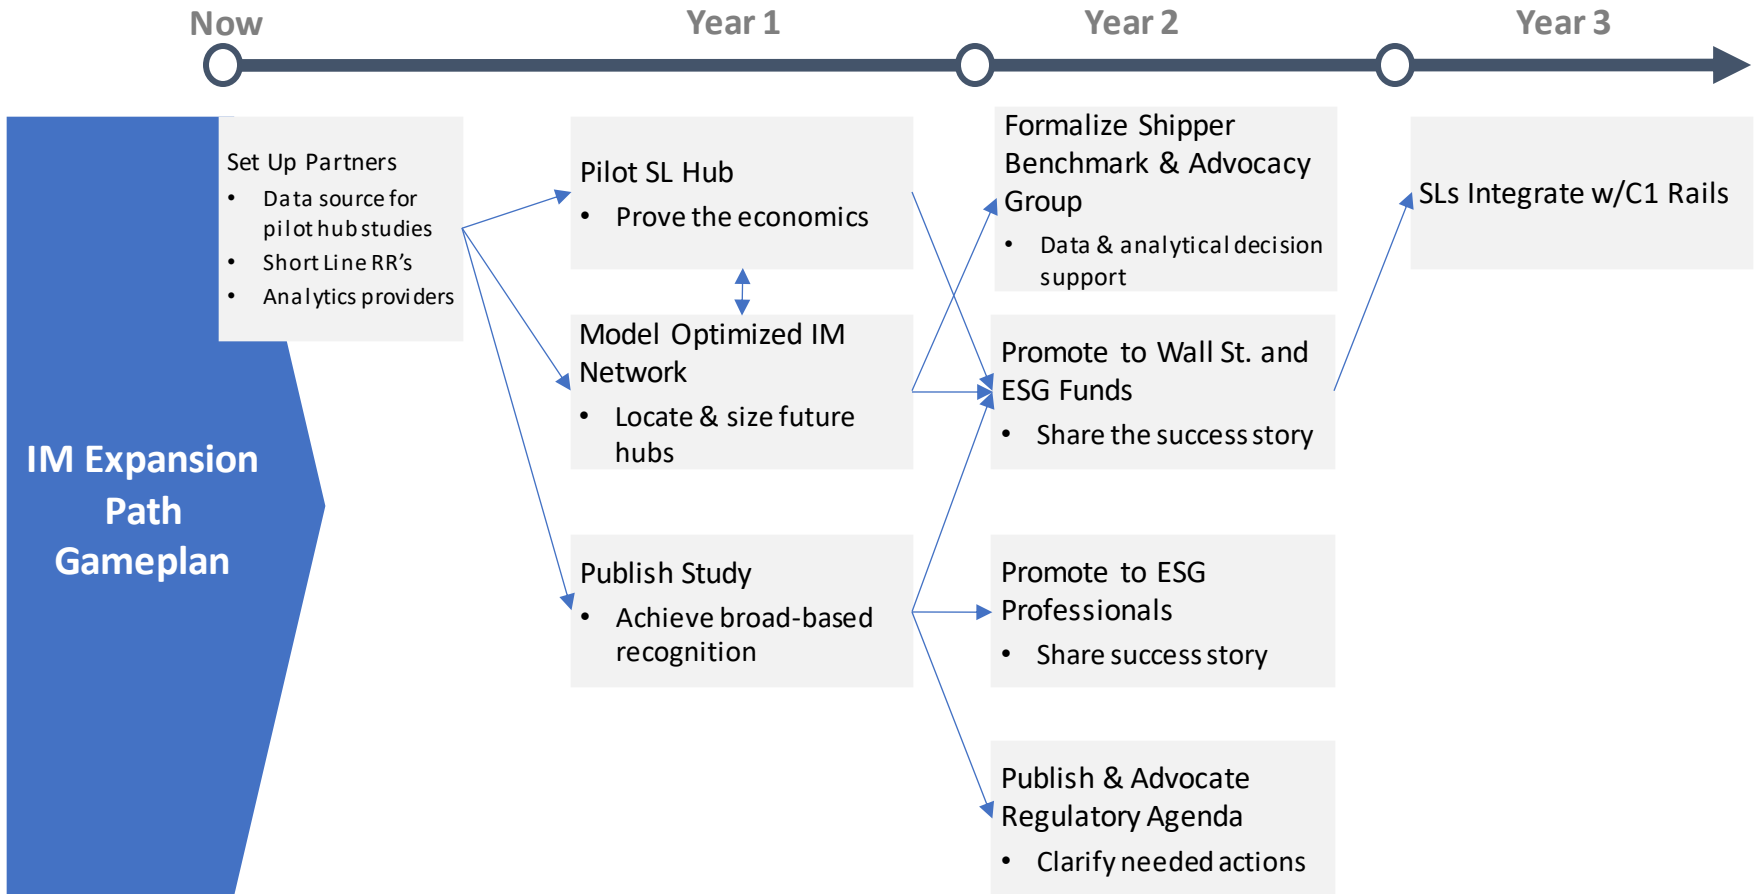 Now
Year 1
Year 2
Year 3
IM Expansion
Path
Gameplan
Set Up Partners
• Data source for
pilot hub studies
• Short Line RR’s
• Analytics providers
Pilot SL Hub
• Prove the economics
Model Optimized IM
Network
• Locate & size future
hubs
Publish Study
• Achieve broad-based
recognition
Formalize Shipper
Benchmark & Advocacy
Group
• Data & analytical decision
support
Promote to Wall St. and
ESG Funds
• Share the success story
Promote to ESG
Professionals
• Share success story
Publish & Advocate
Regulatory Agenda
• Clarify needed actions
SLs Integrate w/C1 Rails